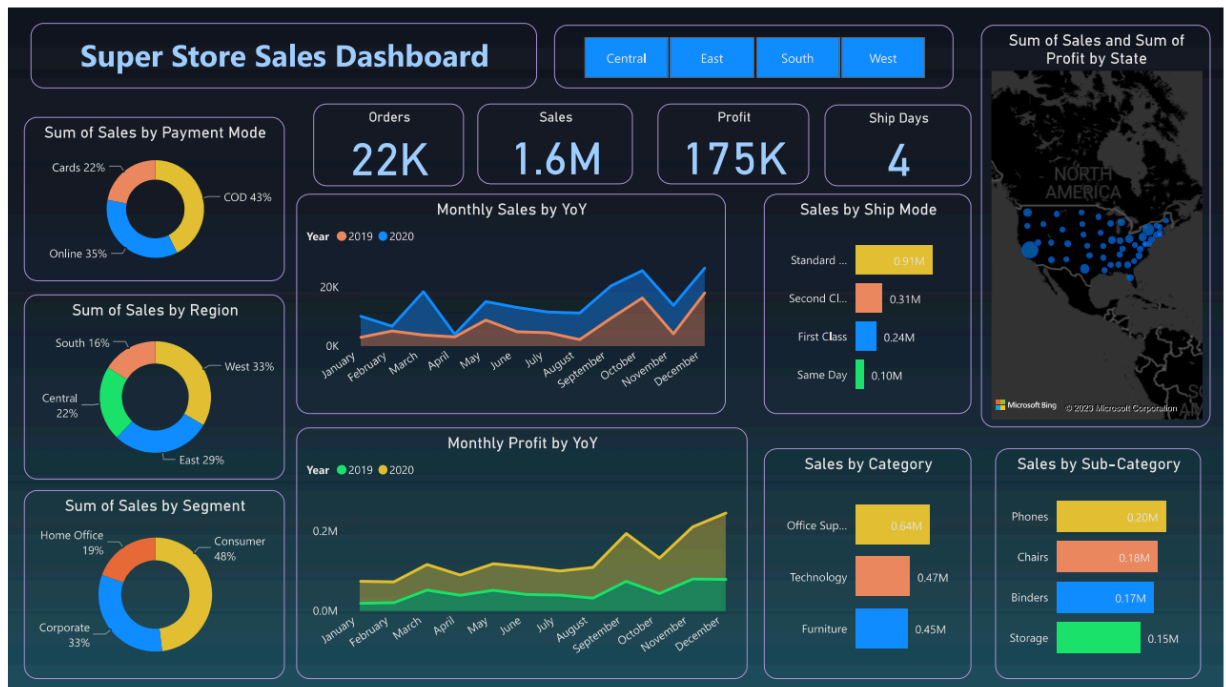 Super Store Sales Dashboard
Central
East
South
West
Sum of Sales and Sum of
Profit by State
NORTH
AMERICA
Microsoft Bing
© 2023 Microsoft Corporation
Orders
22K
Sales
1.6M
Profit
175K
Ship Days
4
Sum of Sales by Payment Mode
Cards 22%
COD 43%
Online 35%
Sum of Sales by Region
South 16%
West 33%
Central
22%
East 29%
Sum of Sales by Segment
Home Office
19%
Consumer
48%
Corporate
33%
Monthly Sales by YoY
Year 2019 2020
20K
0K
January
February
March
April
May
June
July
August
September
October
November
December
Monthly Profit by YoY
Year 2019 2020
0.2M
0.0M
January
February
March
April
May
June
July
August
September
October
November
December
Sales by Ship Mode
Standard ... 0.91M
Second Cl... 0.31M
First Class 0.24M
Same Day 0.10M
Sales by Category
Office Sup... 0.64M
Technology 0.47M
Furniture 0.45M
Sales by Sub-Category
Phones 0.20M
Chairs 0.18M
Binders 0.17M
Storage 0.15M